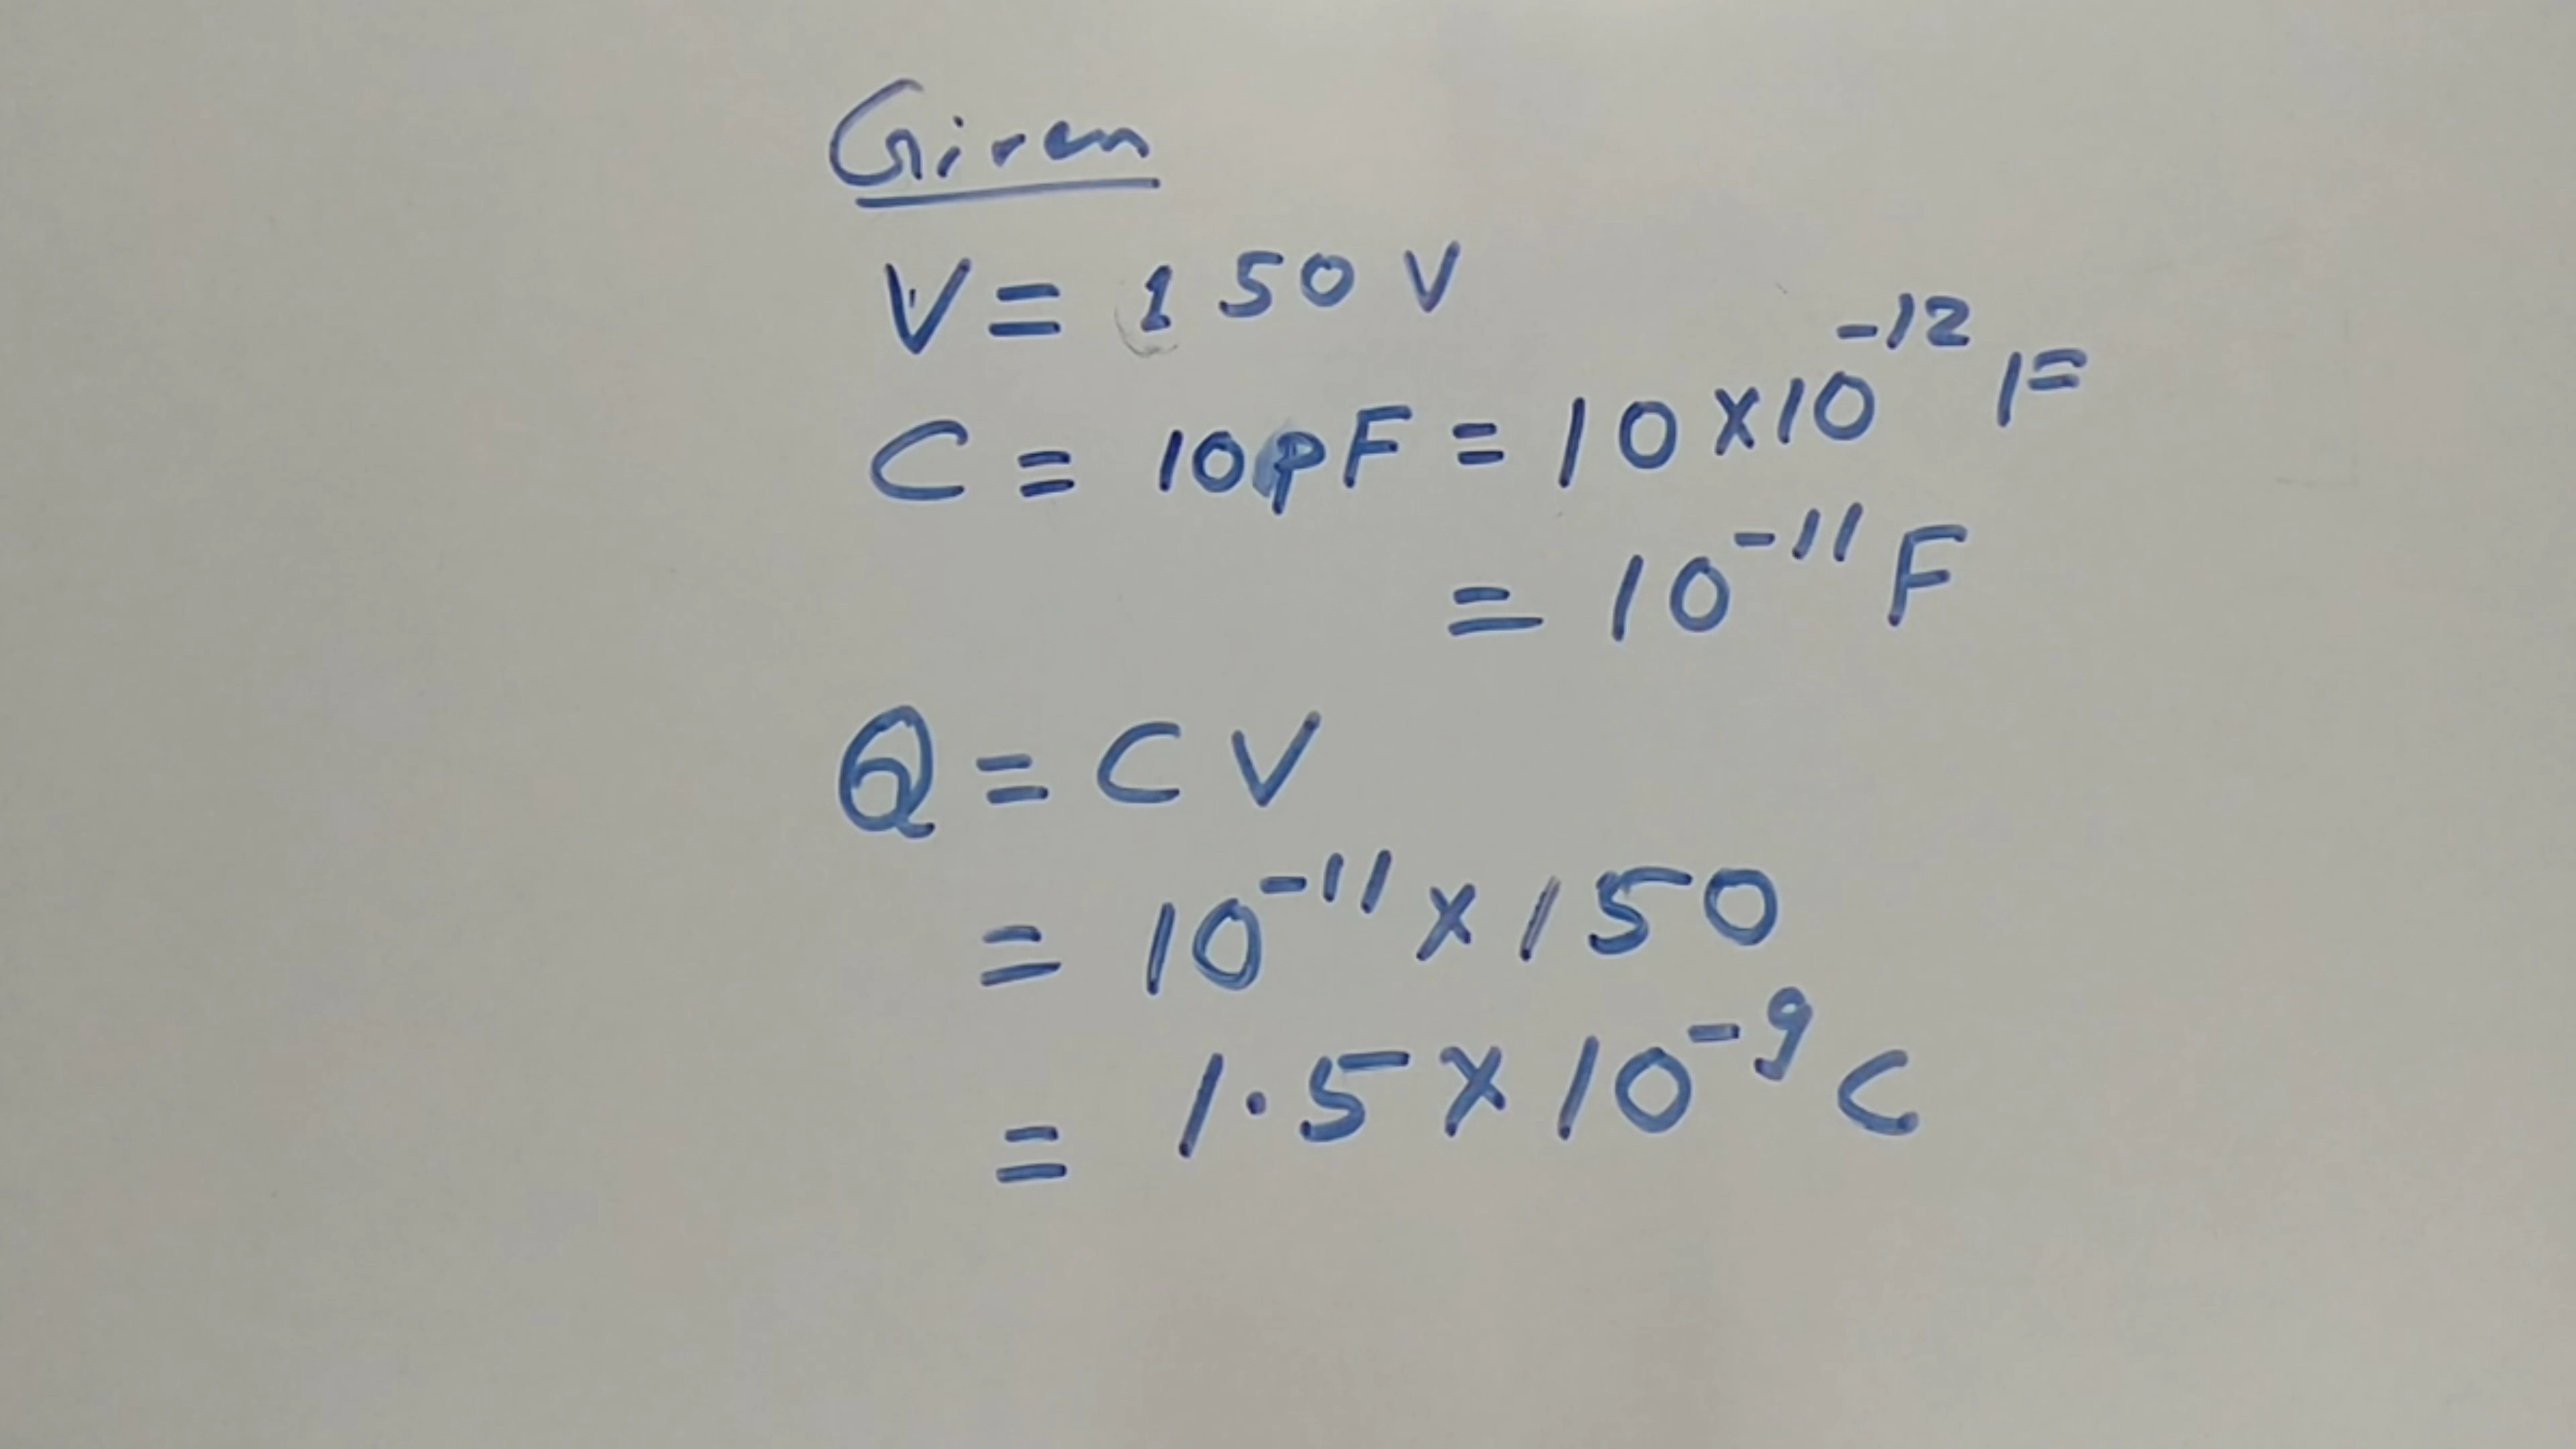 Given
V = 150 V
C = 10pF = 10 × 10⁻¹² F
= 10⁻¹¹ F
Q = CV
= 10⁻¹¹ × 150
= 1.5 × 10⁻⁹ C